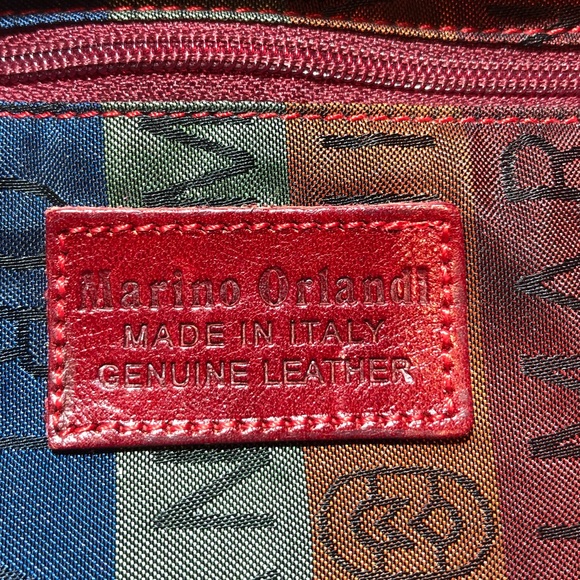 Marino Orlandi
MADE IN ITALY
GENUINE LEATHER